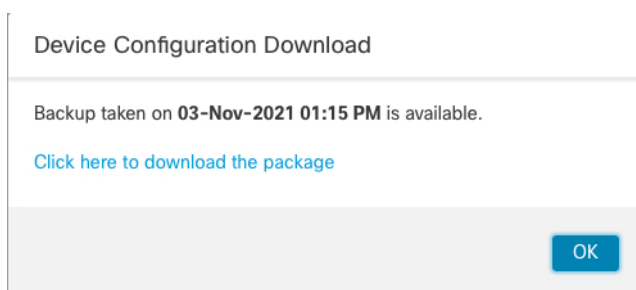 Device Configuration Download
Backup taken on 03-Nov-2021 01:15 PM is available.
Click here to download the package
OK